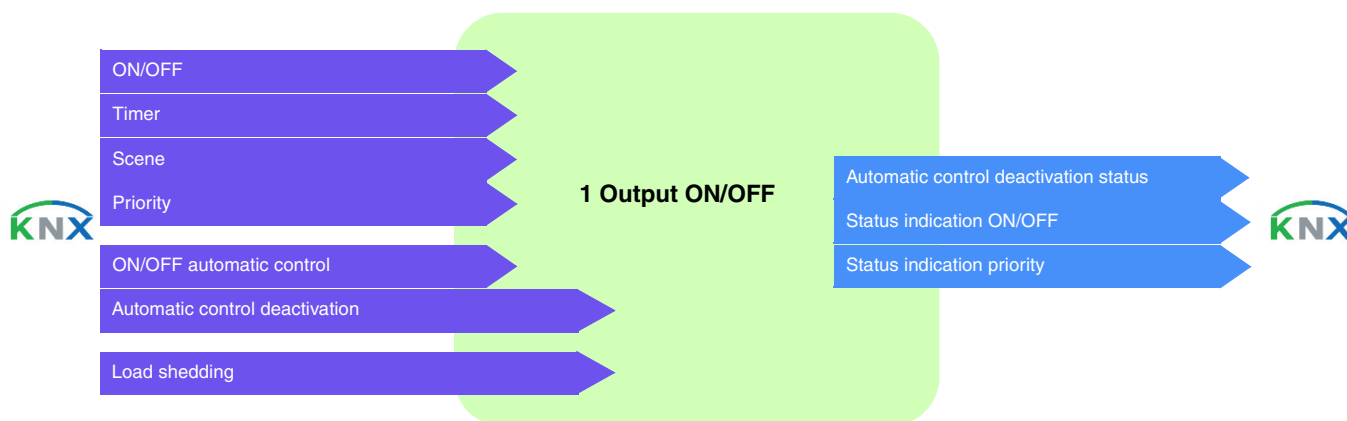 ON/OFF
Timer
Scene
Priority
KNX
ON/OFF automatic control
Automatic control deactivation
Load shedding
1 Output ON/OFF
Automatic control deactivation status
Status indication ON/OFF
Status indication priority
KNX